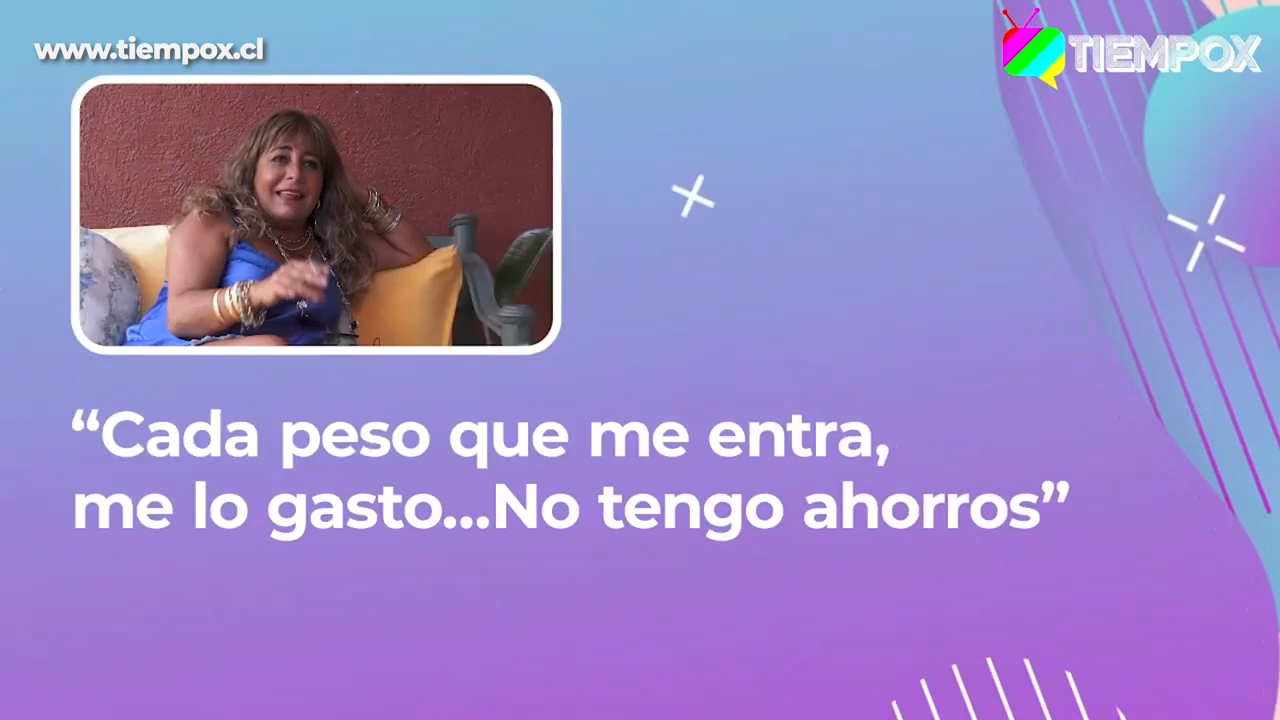 www.tiempox.cl
TIEMPOX
“Cada peso que me entra,
me lo gasto...No tengo ahorros”